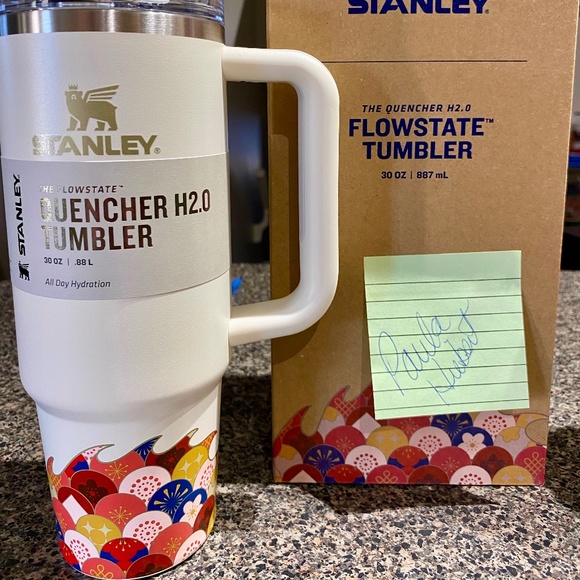 STANLEY®
THE FLOWSTATE™
QUENCHER H2.0
TUMBLER
30 OZ | .88 L
All Day Hydration
STANLEY
STANLEY
THE QUENCHER H2.0
FLOWSTATE™
TUMBLER
30 OZ | 887 mL
Paula